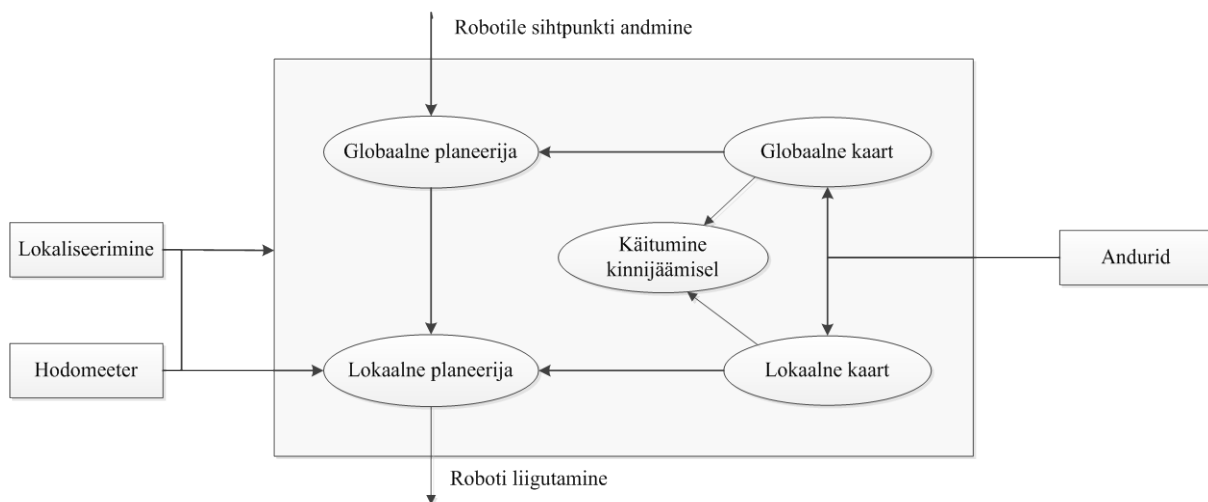 Robotile sihtpunkti andmine
Globaalne planeerija
Globaalne kaart
Lokaliseerimine
Käitumine
kinnijäämisel
Andurid
Hodomeeter
Lokaalne planeerija
Lokaalne kaart
Roboti liigutamine